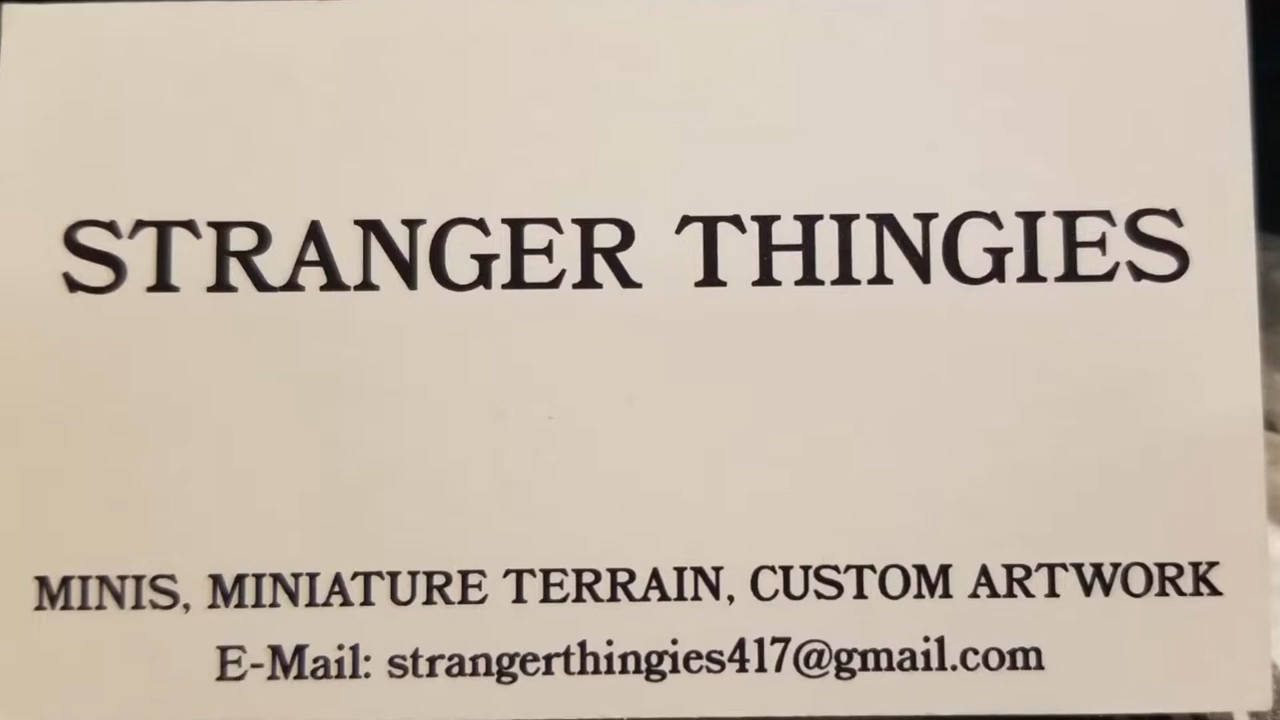 STRANGER THINGIES
MINIS, MINIATURE TERRAIN, CUSTOM ARTWORK
E-Mail: strangerthingies417@gmail.com